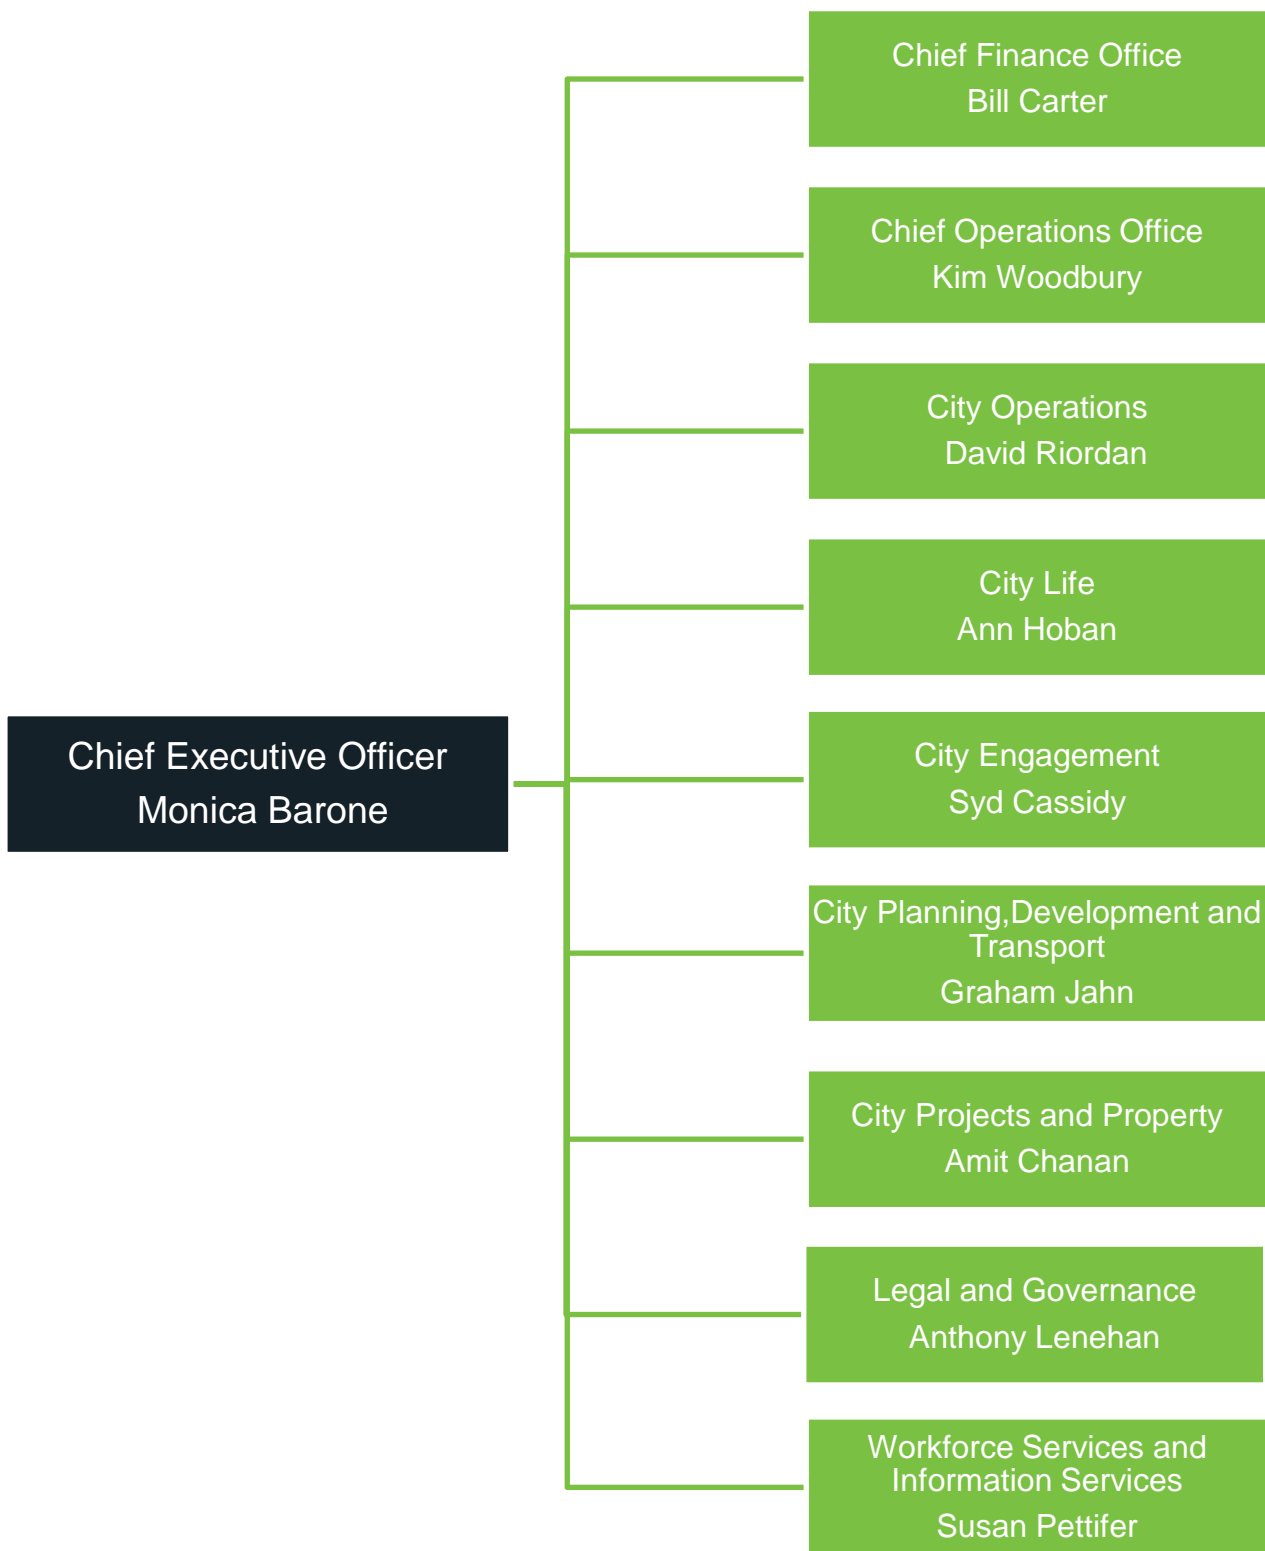 Chief Finance Office
Bill Carter
Chief Operations Office
Kim Woodbury
City Operations
David Riordan
City Life
Ann Hoban
Chief Executive Officer
Monica Barone
City Engagement
Syd Cassidy
City Planning,Development and
Transport
Graham Jahn
City Projects and Property
Amit Chanan
Legal and Governance
Anthony Lenehan
Workforce Services and
Information Services
Susan Pettifer